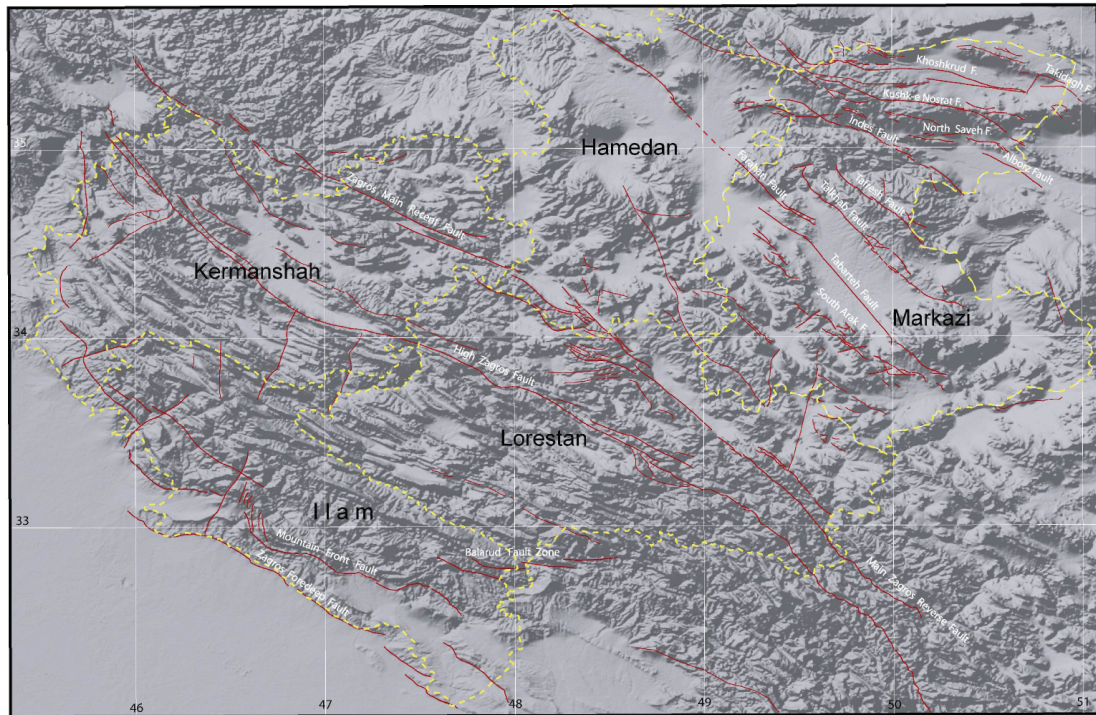 Khoshkrud F.
Takidagh F.
Kushk-e Nosrat F.
Indes Fault
North Saveh F.
Alborz Fault
35
Hamedan
Zagros Main Recent Fault
Tafresh Fault
Talkhab Fault
Kermanshah
Tabarteh Fault
South Arak F.
Markazi
34
High Zagros Fault
Lorestan
Ilam
33
Mountain Front Fault
Balarud Fault Zone
Zagros Foredeep Fault
Main Zagros Reverse Fault
46
47
48
49
50
51